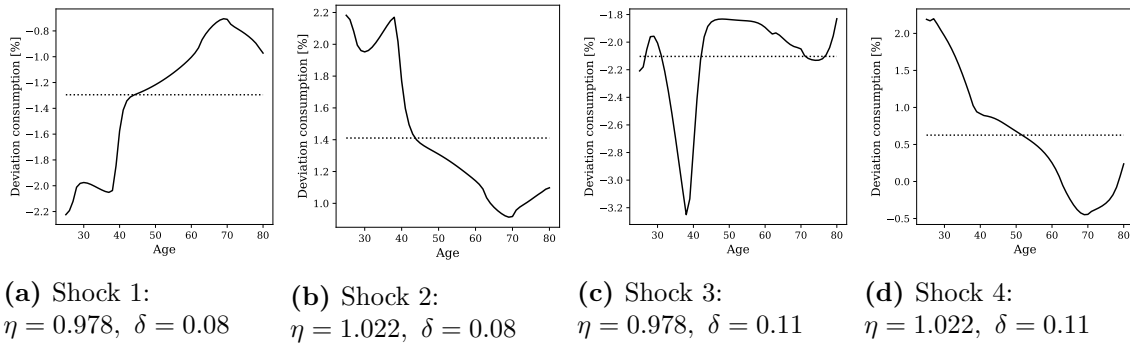 Deviation consumption [%]
−0.8
−1.0
−1.2
−1.4
−1.6
−1.8
−2.0
−2.2
30 40 50 60 70 80
Age
Deviation consumption [%]
2.2
2.0
1.8
1.6
1.4
1.2
1.0
30 40 50 60 70 80
Age
Deviation consumption [%]
−1.8
−2.0
−2.2
−2.4
−2.6
−2.8
−3.0
−3.2
30 40 50 60 70 80
Age
Deviation consumption [%]
2.0
1.5
1.0
0.5
0.0
−0.5
30 40 50 60 70 80
Age
(a) Shock 1:
η = 0.978, δ = 0.08
(b) Shock 2:
η = 1.022, δ = 0.08
(c) Shock 3:
η = 0.978, δ = 0.11
(d) Shock 4:
η = 1.022, δ = 0.11